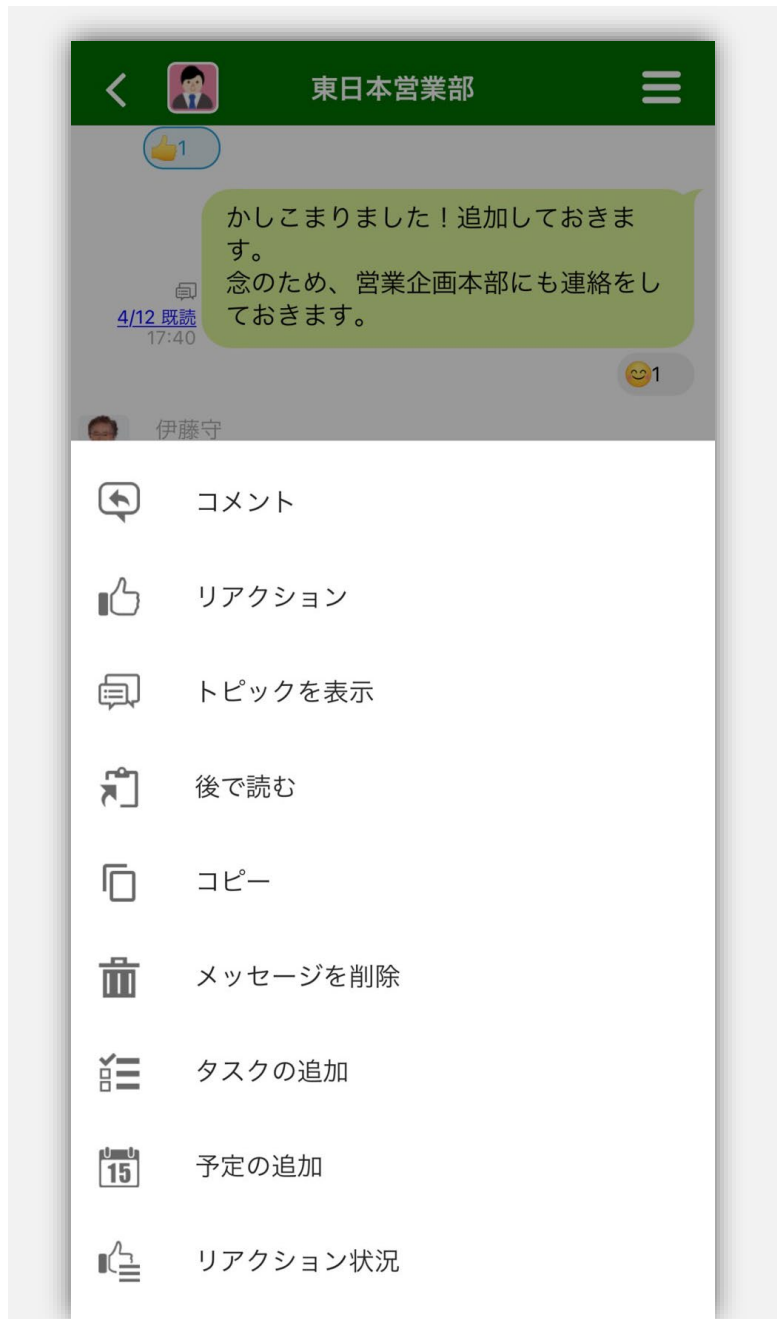 東日本営業部
👍1
かしこまりました！追加しておきま
す。
念のため、営業企画本部にも連絡をし
ておきます。
4/12 既読
17:40
😊1
伊藤守
コメント
リアクション
トピックを表示
後で読む
コピー
メッセージを削除
タスクの追加
15
予定の追加
リアクション状況